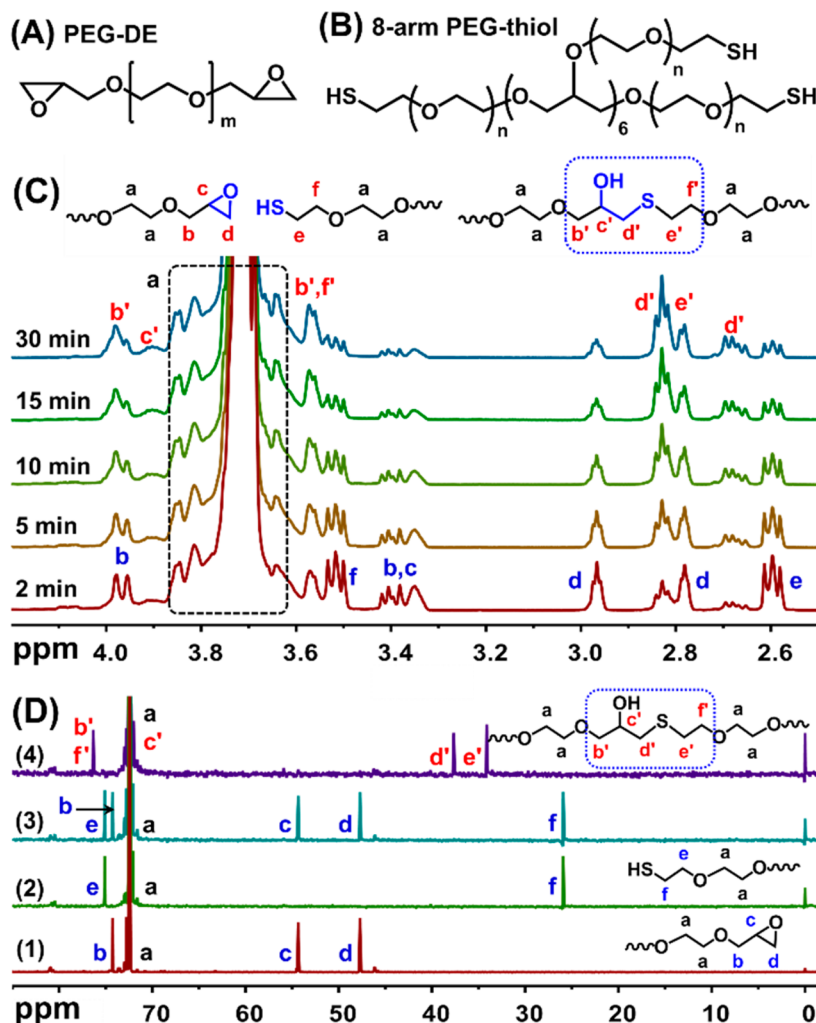 (A) PEG-DE
O O O O
m
(B) 8-arm PEG-thiol
O O n SH
HS O n O 6 O O n SH
(C)
a c O HS f a a OH S f' a
O O O O O O O
a b d e a a b' c' d' e' a
a b',f' d' e'
b' c' d'
30 min
15 min
10 min
5 min
b f b,c d d e
2 min
ppm 4.0 3.8 3.6 3.4 3.2 3.0 2.8 2.6
(D)
b' a a OH c' S f' a
f' c' d' e' O O O O
(4) a b' d' e' a
b
(3) e a c d f
HS e a
O O
(2) e a f f a
a c O
O O
(1) b a c d a b d
ppm 70 60 50 40 30 20 10 0